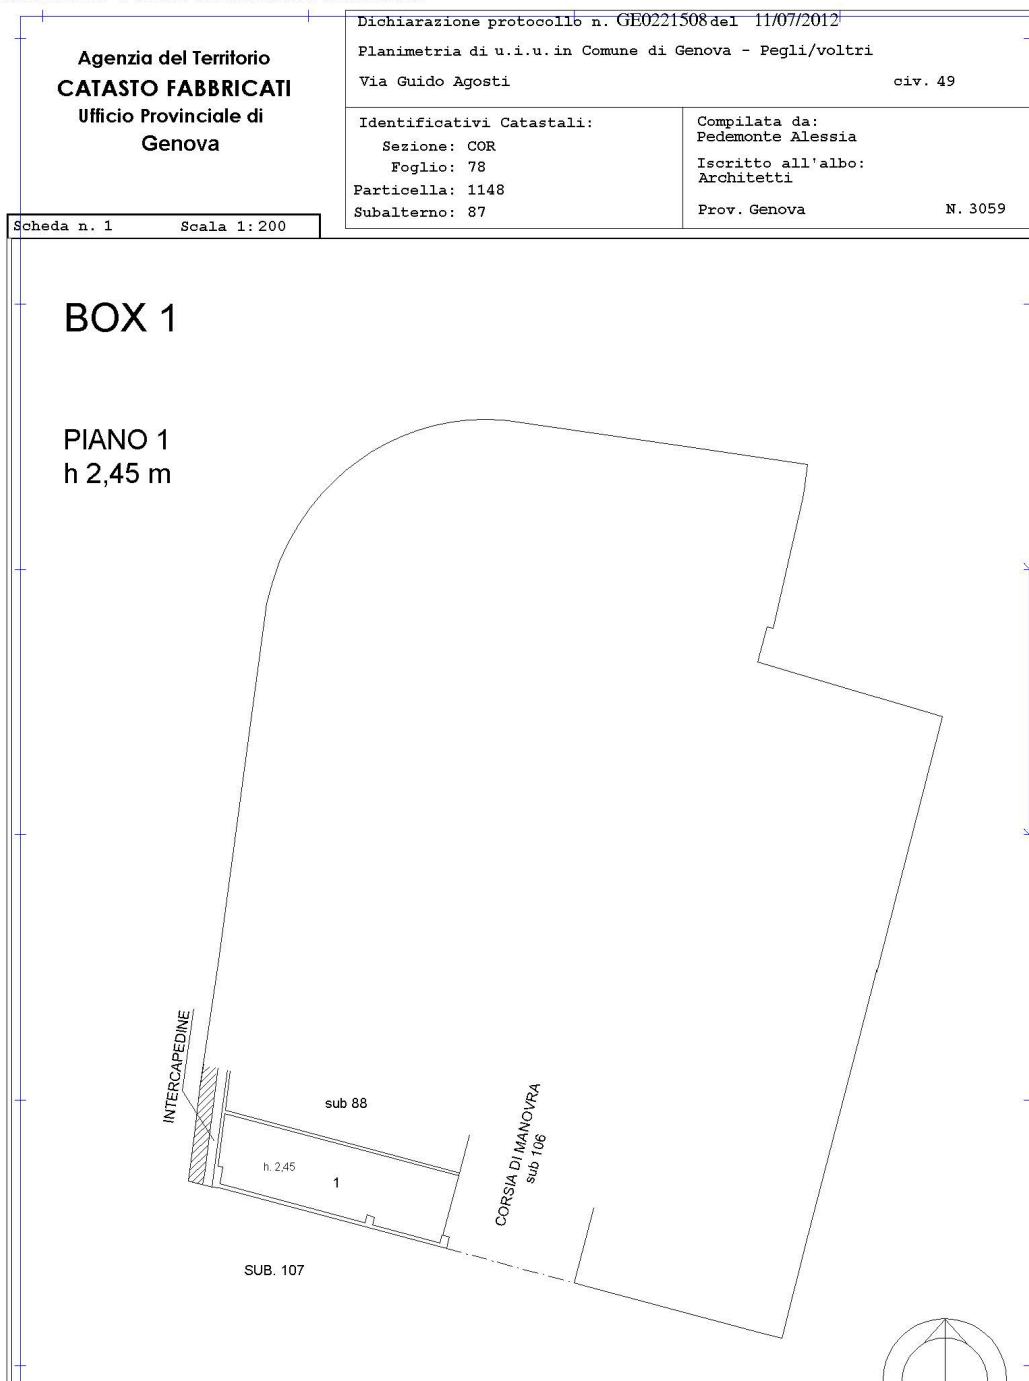 Agenzia del Territorio
CATASTO FABBRICATI
Ufficio Provinciale di
Genova
Dichiarazione protocollo n. GE0221508 del 11/07/2012
Planimetria di u.i.u. in Comune di Genova - Pegli/voltri
Via Guido Agosti civ. 49
Identificativi Catastali:
Sezione: COR
Foglio: 78
Particella: 1148
Subalterno: 87
Compilata da:
Pedemonte Alessia
Iscritto all'albo:
Architetti
Prov. Genova N. 3059
Scheda n. 1 Scala 1:200
BOX 1
PIANO 1
h 2,45 m
INTERCAPEDINE
sub 88
h. 2,45
1
CORSIA DI MANOVRA
sub 106
SUB. 107